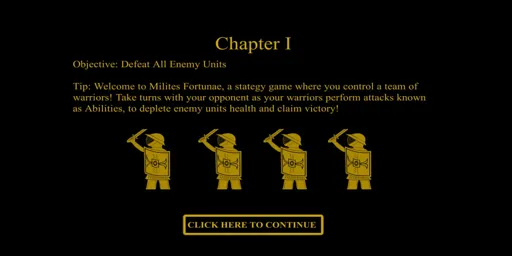 Chapter I
Objective: Defeat All Enemy Units
Tip: Welcome to Milites Fortunae, a stategy game where you control a team of
warriors! Take turns with your opponent as your warriors perform attacks known
as Abilities, to deplete enemy units health and claim victory!
CLICK HERE TO CONTINUE